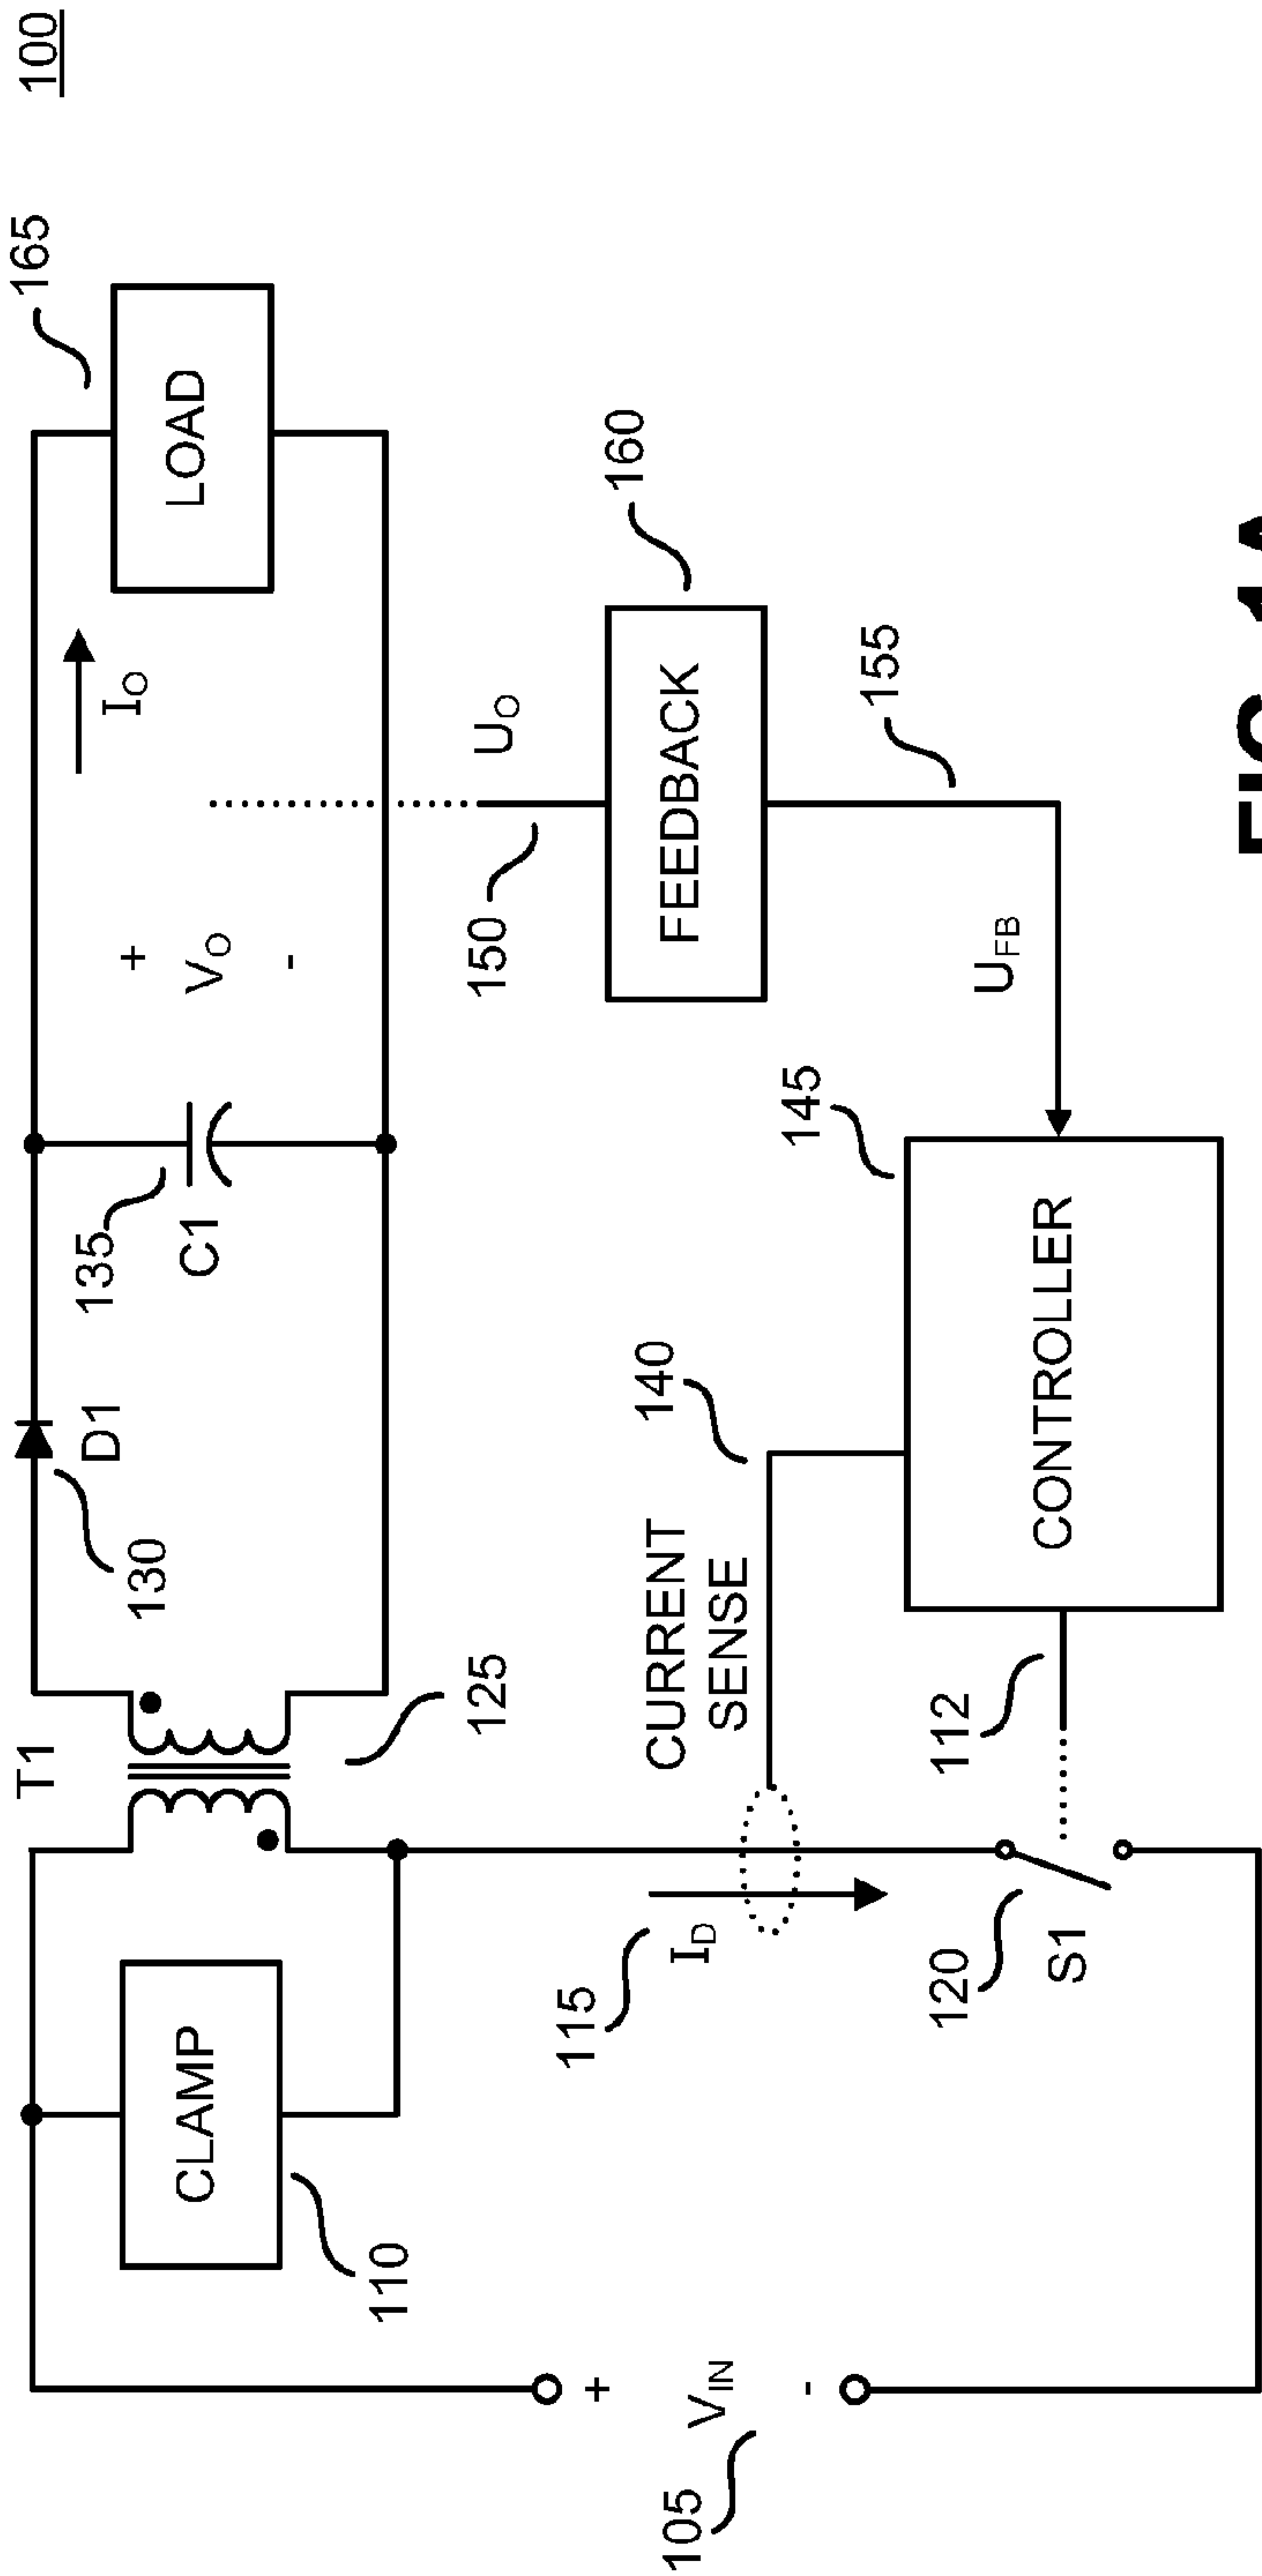 100
T1
D1
130
135
C1
+
V_O
-
I_O
LOAD
165
CLAMP
110
125
U_O
150
FEEDBACK
160
155
U_FB
105
+
V_IN
-
115
I_D
CURRENT
SENSE
140
145
CONTROLLER
112
120
S1